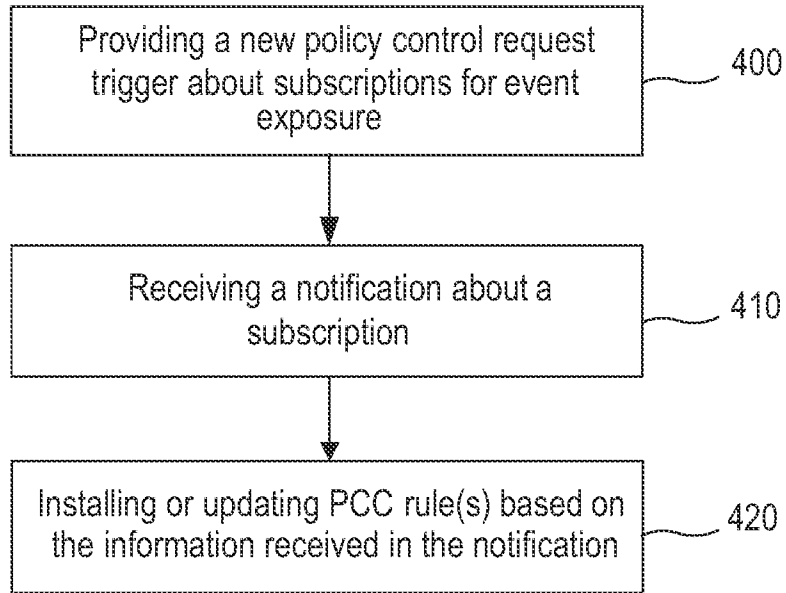 Providing a new policy control request
trigger about subscriptions for event
exposure
400
Receiving a notification about a
subscription
410
Installing or updating PCC rule(s) based on
the information received in the notification
420